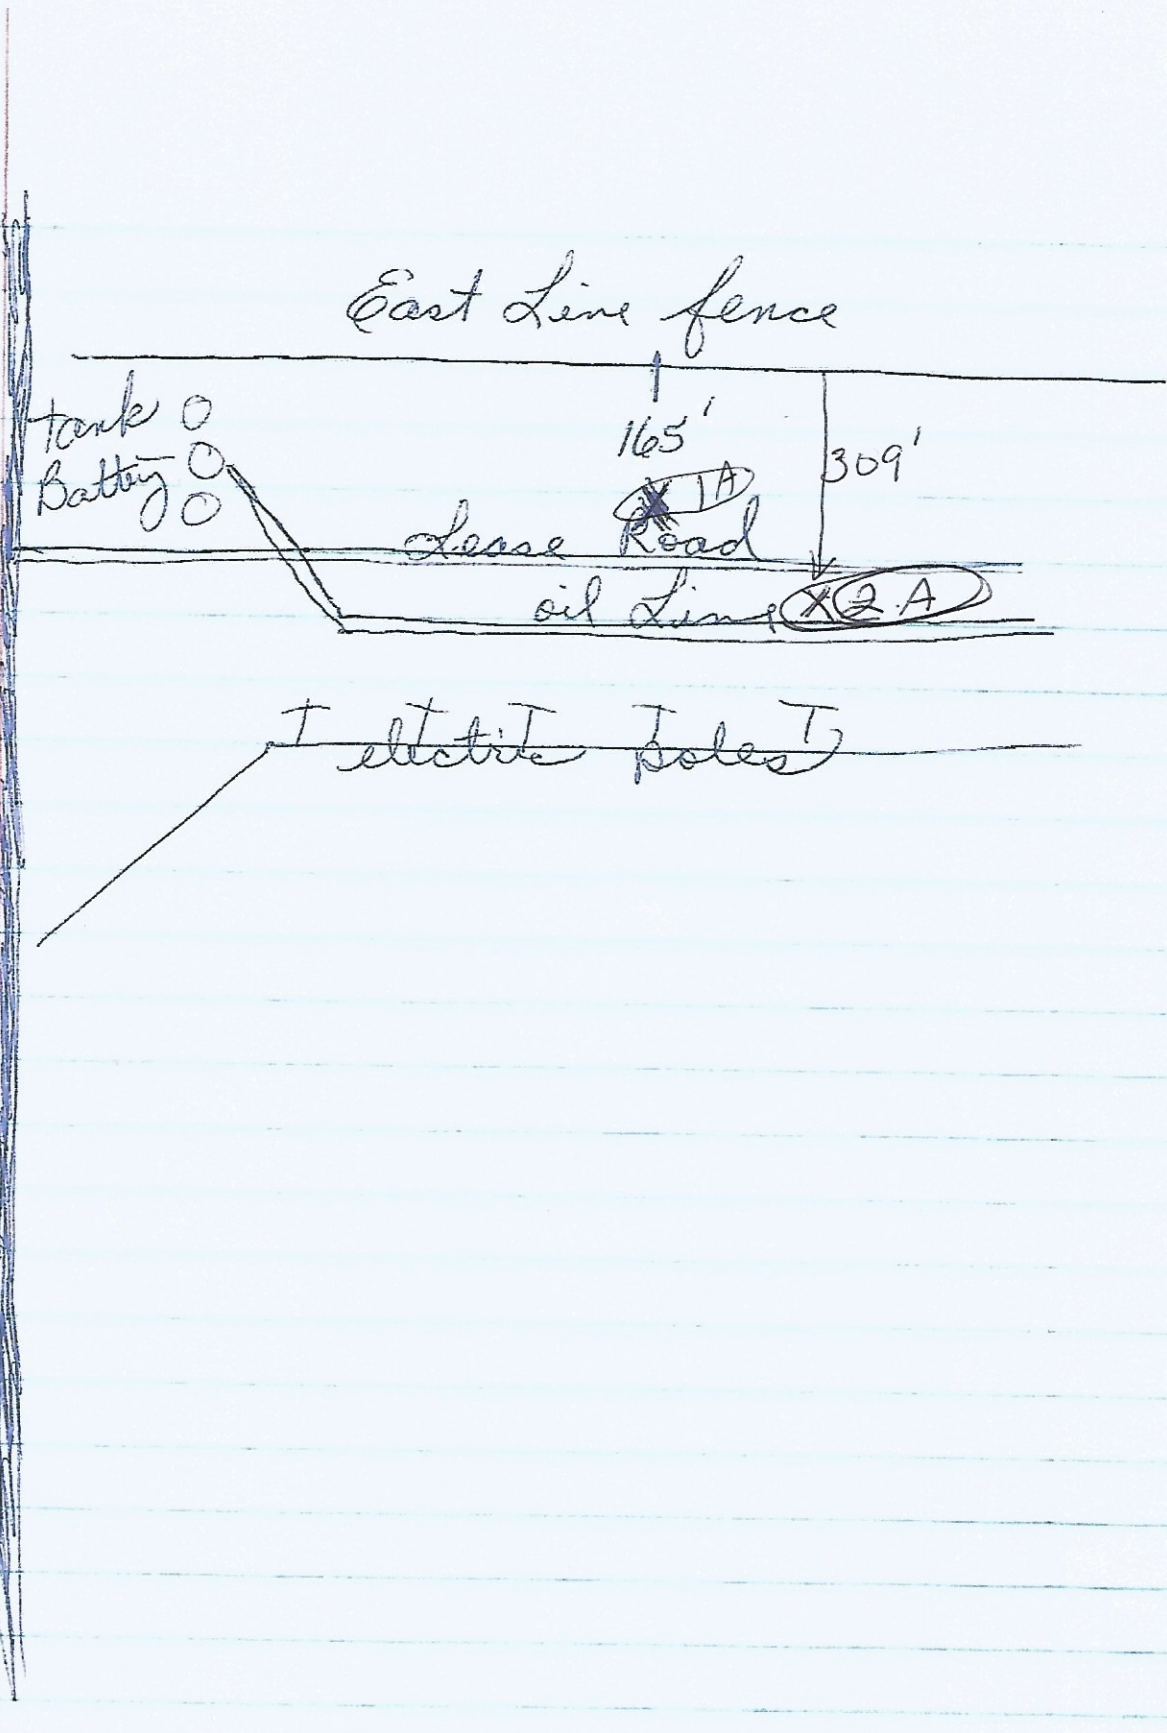 East Line fence
tank
Battery
165'
309'
X 1A
Lease Road
oil Line X 2A
electric poles